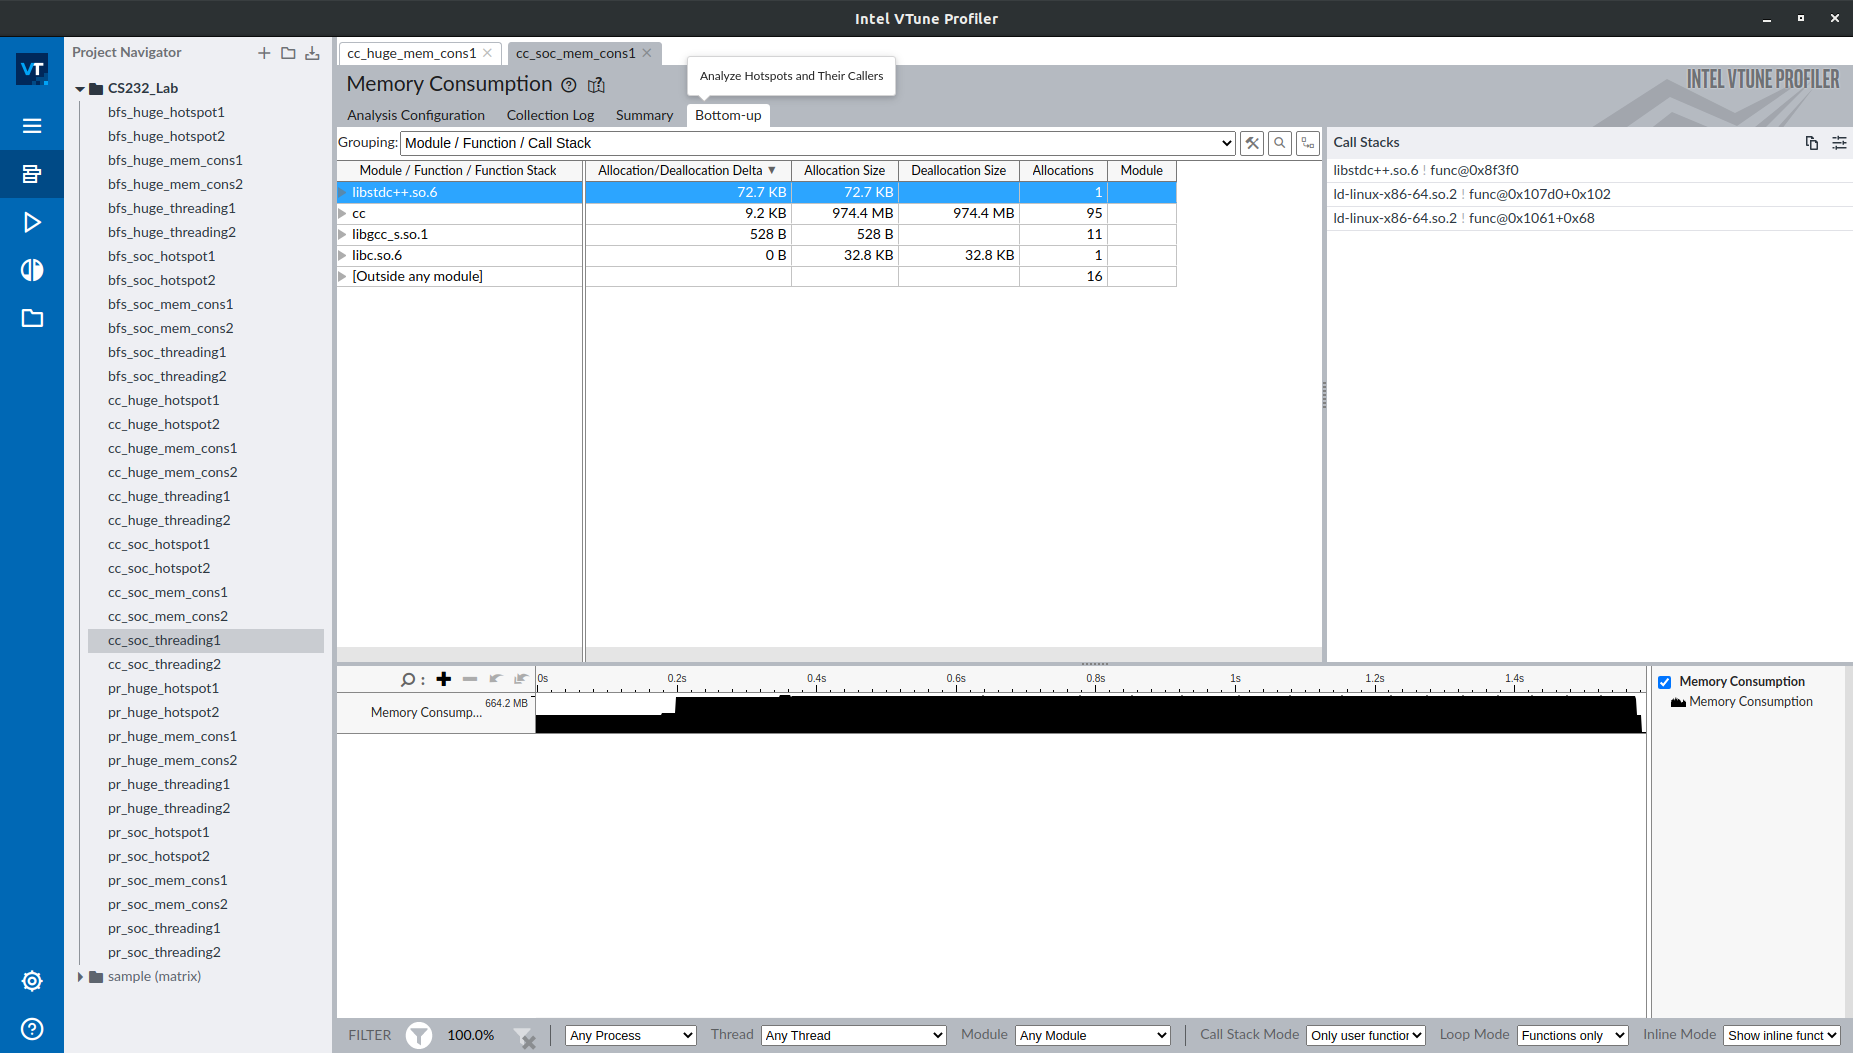 Intel VTune Profiler
VT
Project Navigator
CS232_Lab
bfs_huge_hotspot1
bfs_huge_hotspot2
bfs_huge_mem_cons1
bfs_huge_mem_cons2
bfs_huge_threading1
bfs_huge_threading2
bfs_soc_hotspot1
bfs_soc_hotspot2
bfs_soc_mem_cons1
bfs_soc_mem_cons2
bfs_soc_threading1
bfs_soc_threading2
cc_huge_hotspot1
cc_huge_hotspot2
cc_huge_mem_cons1
cc_huge_mem_cons2
cc_huge_threading1
cc_huge_threading2
cc_soc_hotspot1
cc_soc_hotspot2
cc_soc_mem_cons1
cc_soc_mem_cons2
cc_soc_threading1
cc_soc_threading2
pr_huge_hotspot1
pr_huge_hotspot2
pr_huge_mem_cons1
pr_huge_mem_cons2
pr_huge_threading1
pr_huge_threading2
pr_soc_hotspot1
pr_soc_hotspot2
pr_soc_mem_cons1
pr_soc_mem_cons2
pr_soc_threading1
pr_soc_threading2
sample (matrix)
cc_huge_mem_cons1 cc_soc_mem_cons1
Memory Consumption
Analyze Hotspots and Their Callers
INTEL VTUNE PROFILER
Analysis Configuration Collection Log Summary Bottom-up
Grouping: Module / Function / Call Stack
Module / Function / Function Stack Allocation/Deallocation Delta Allocation Size Deallocation Size Allocations Module
libstdc++.so.6 72.7 KB 72.7 KB 1
cc 9.2 KB 974.4 MB 974.4 MB 95
libgcc_s.so.1 528 B 528 B 11
libc.so.6 0 B 32.8 KB 32.8 KB 1
[Outside any module] 16
Call Stacks
libstdc++.so.6 ! func@0x8f3f0
ld-linux-x86-64.so.2 ! func@0x107d0+0x102
ld-linux-x86-64.so.2 ! func@0x1061+0x68
0s 0.2s 0.4s 0.6s 0.8s 1s 1.2s 1.4s
Memory Consump... 664.2 MB
Memory Consumption
Memory Consumption
FILTER 100.0% Any Process Thread Any Thread Module Any Module Call Stack Mode Only user functior Loop Mode Functions only Inline Mode Show inline funct